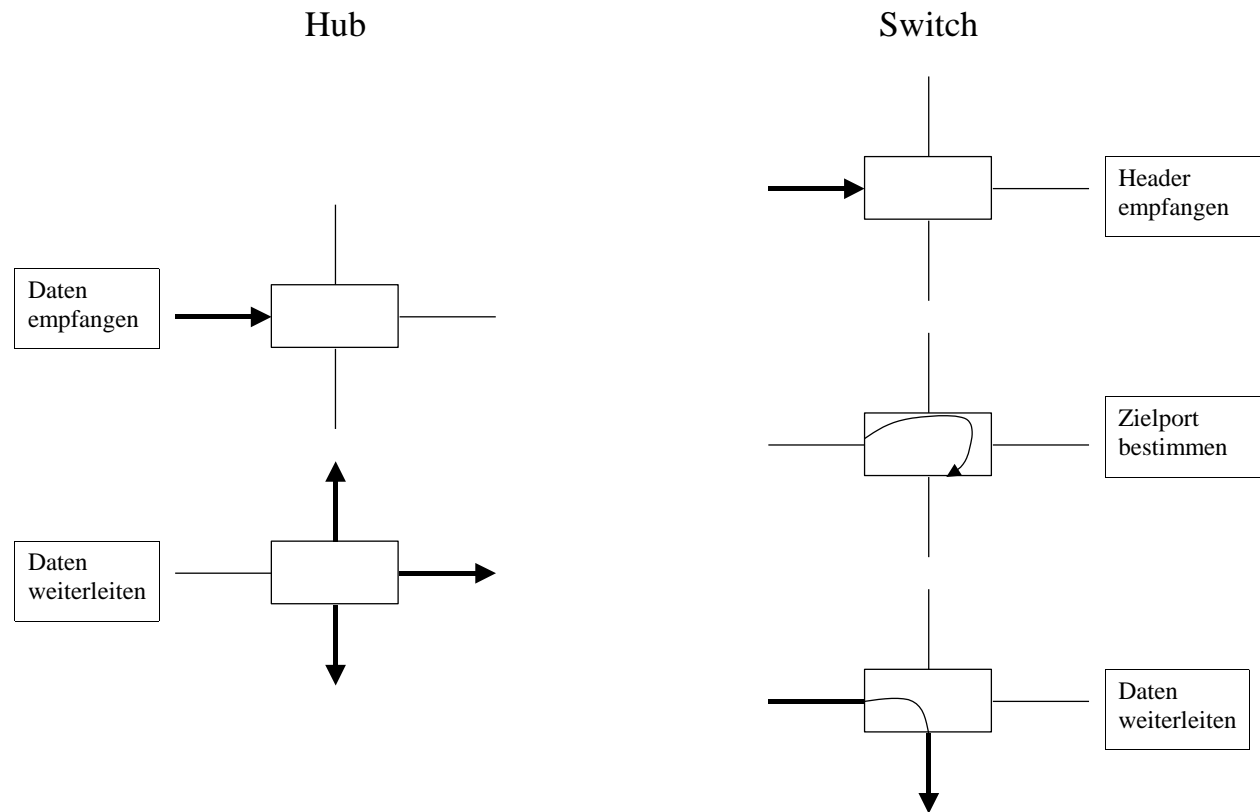 Hub
Daten
empfangen
Daten
weiterleiten
Switch
Header
empfangen
Zielport
bestimmen
Daten
weiterleiten